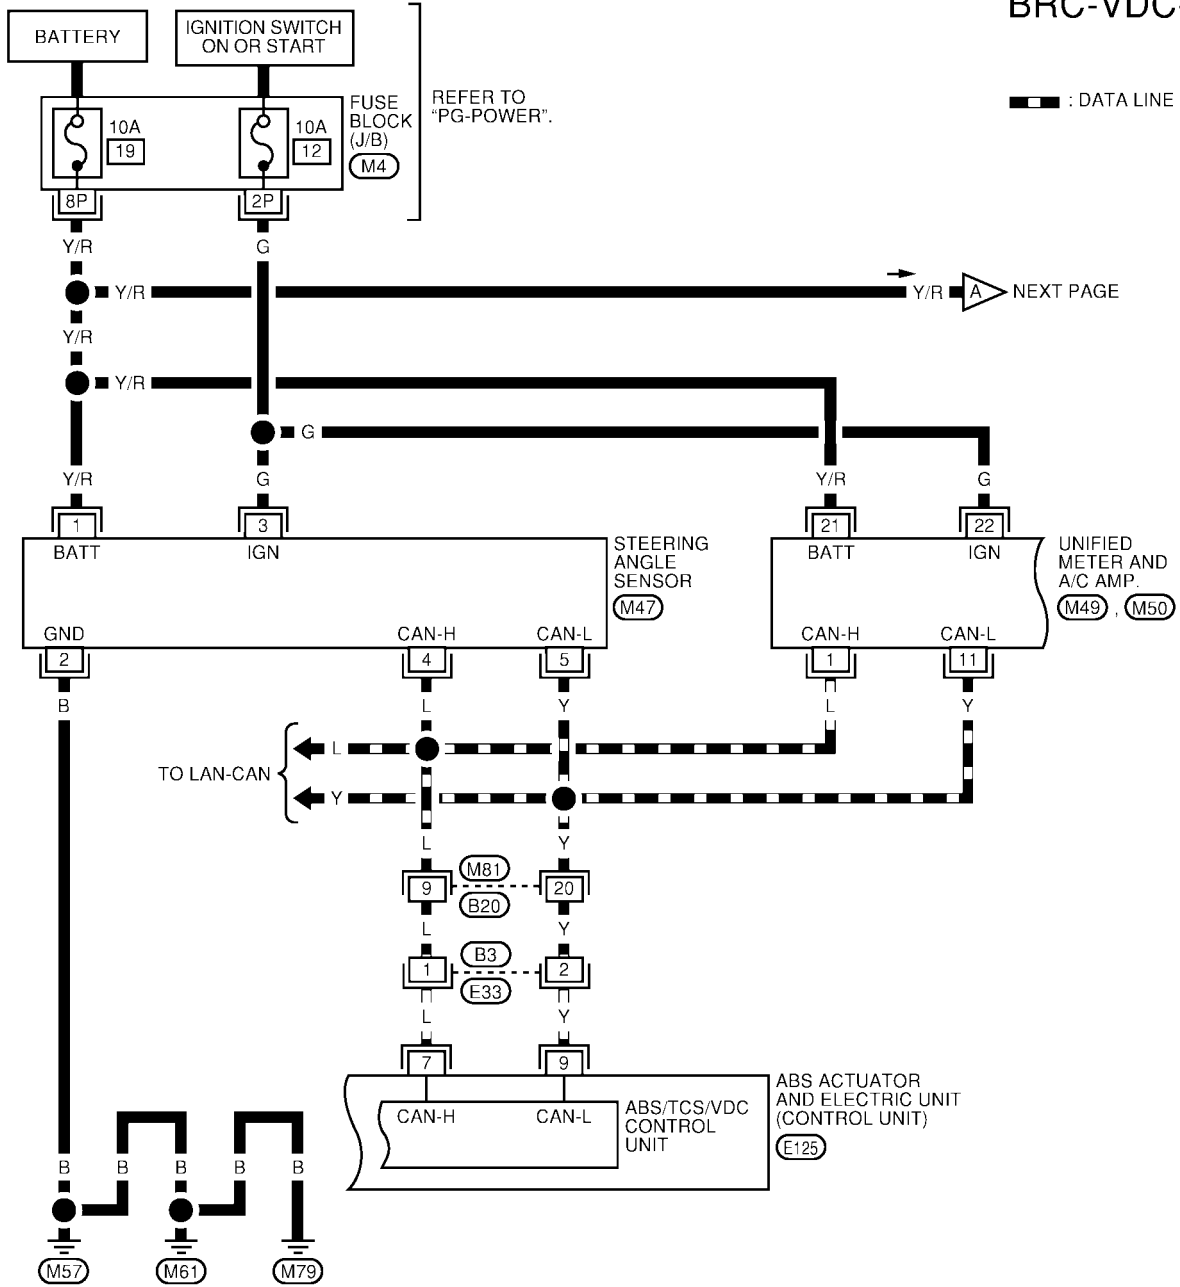 BRC-VDC-
BATTERY
IGNITION SWITCH
ON OR START
: DATA LINE
10A
19
10A
12
FUSE
BLOCK
(J/B)
M4
REFER TO
"PG-POWER".
8P
2P
Y/R
G
Y/R
Y/R
A
NEXT PAGE
Y/R
Y/R
G
Y/R
G
Y/R
G
1
3
21
22
BATT
IGN
BATT
IGN
STEERING
ANGLE
SENSOR
M47
UNIFIED
METER AND
A/C AMP.
M49 , M50
GND
CAN-H
CAN-L
CAN-H
CAN-L
2
4
5
1
11
B
L
Y
L
Y
L
TO LAN-CAN
Y
L
Y
M81
9
20
B20
L
Y
B3
1
2
E33
L
Y
7
9
CAN-H
CAN-L
ABS/TCS/VDC
CONTROL
UNIT
ABS ACTUATOR
AND ELECTRIC UNIT
(CONTROL UNIT)
E125
B
B
B
B
B
M57
M61
M79